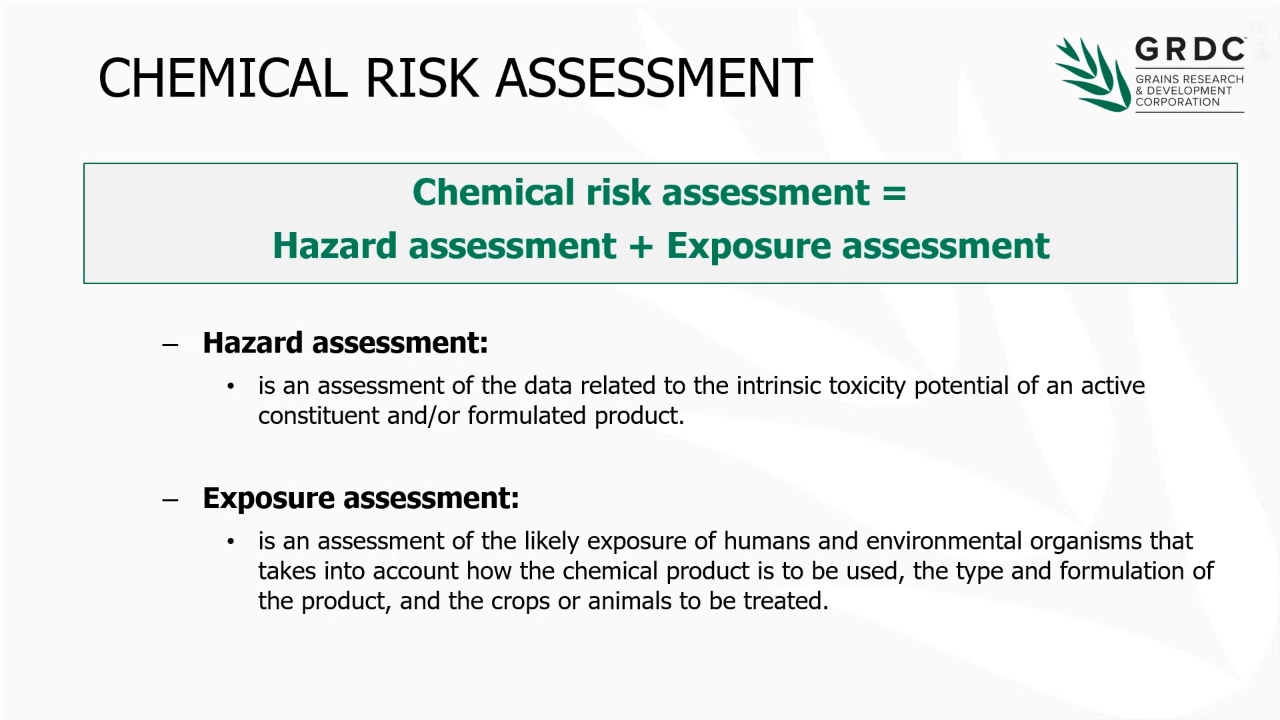 CHEMICAL RISK ASSESSMENT
GRDC™
GRAINS RESEARCH
& DEVELOPMENT
CORPORATION
Chemical risk assessment =
Hazard assessment + Exposure assessment
– Hazard assessment:
• is an assessment of the data related to the intrinsic toxicity potential of an active
constituent and/or formulated product.
– Exposure assessment:
• is an assessment of the likely exposure of humans and environmental organisms that
takes into account how the chemical product is to be used, the type and formulation of
the product, and the crops or animals to be treated.